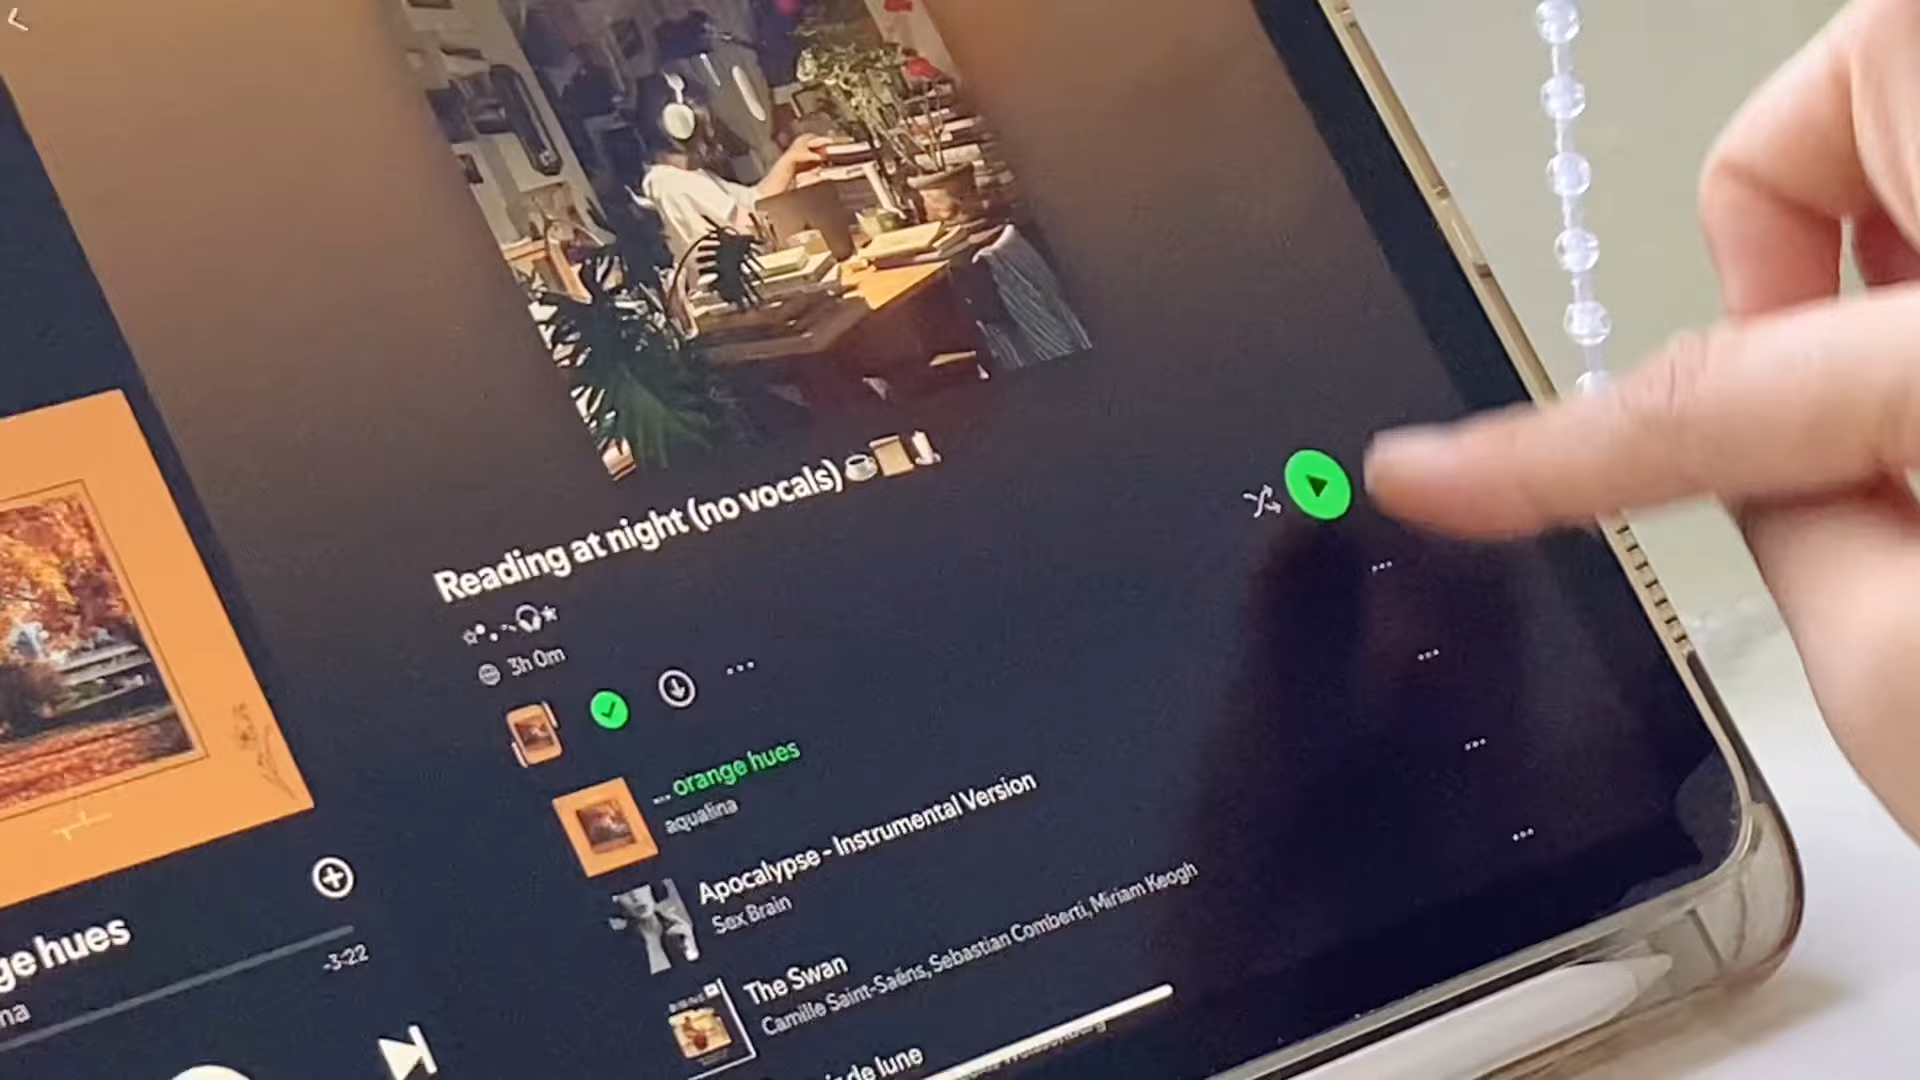 Reading at night (no vocals)
3h 0m
... orange hues
aqualina
Apocalypse - Instrumental Version
Sex Brain
The Swan
Camille Saint-Saëns, Sebastian Comberti, Miriam Keogh
de lune
ge hues
na
-3:22